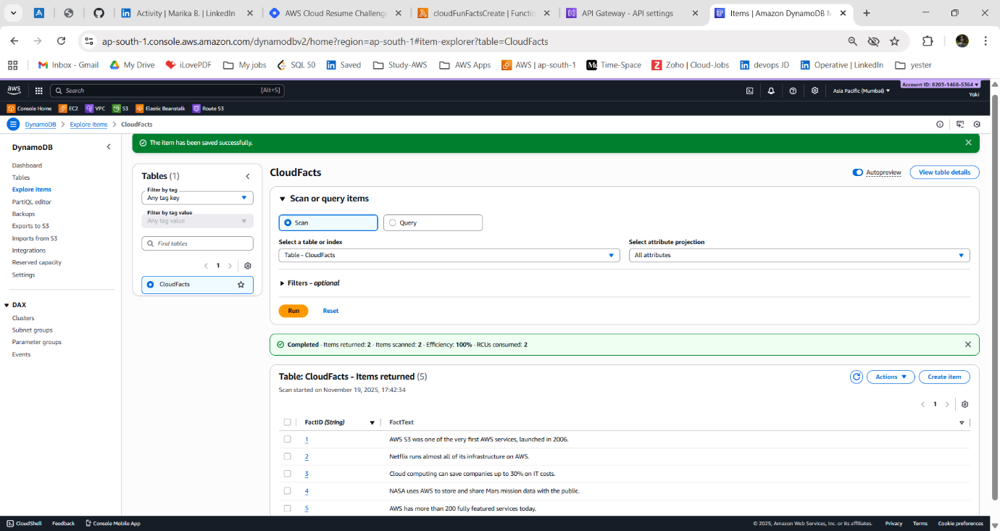 Activity | Marika B. | LinkedIn
AWS Cloud Resume Challeng
cloudFunFactsCreate | Functio
API Gateway - API settings
Items | Amazon DynamoDB M
ap-south-1.console.aws.amazon.com/dynamodbv2/home?region=ap-south-1#item-explorer?table=CloudFacts
Inbox - Gmail
My Drive
iLovePDF
My jobs
SQL 50
Saved
Study-AWS
AWS Apps
AWS | ap-south-1
Time-Space
Zoho | Cloud-Jobs
devops JD
Operative | LinkedIn
yester
aws
Search
[Alt+S]
Asia Pacific (Mumbai)
Account ID: 8203-1468-5364
Yoki
Console Home
EC2
VPC
S3
Elastic Beanstalk
Route 53
DynamoDB
Explore items
CloudFacts
DynamoDB
Dashboard
Tables
Explore items
PartiQL editor
Backups
Exports to S3
Imports from S3
Integrations
Reserved capacity
Settings
DAX
Clusters
Subnet groups
Parameter groups
Events
The item has been saved successfully.
Tables (1)
Filter by tag
Any tag key
Filter by tag value
Any tag value
Find tables
1
CloudFacts
CloudFacts
Autopreview
View table details
Scan or query items
Scan
Query
Select a table or index
Table - CloudFacts
Select attribute projection
All attributes
Filters - optional
Run
Reset
Completed · Items returned: 2 · Items scanned: 2 · Efficiency: 100% · RCUs consumed: 2
Table: CloudFacts - Items returned (5)
Scan started on November 19, 2025, 17:42:34
Actions
Create item
1
FactID (String)
FactText
1
AWS S3 was one of the very first AWS services, launched in 2006.
2
Netflix runs almost all of its infrastructure on AWS.
3
Cloud computing can save companies up to 30% on IT costs.
4
NASA uses AWS to store and share Mars mission data with the public.
5
AWS has more than 200 fully featured services today.
CloudShell
Feedback
Console Mobile App
© 2025, Amazon Web Services, Inc. or its affiliates.
Privacy
Terms
Cookie preferences